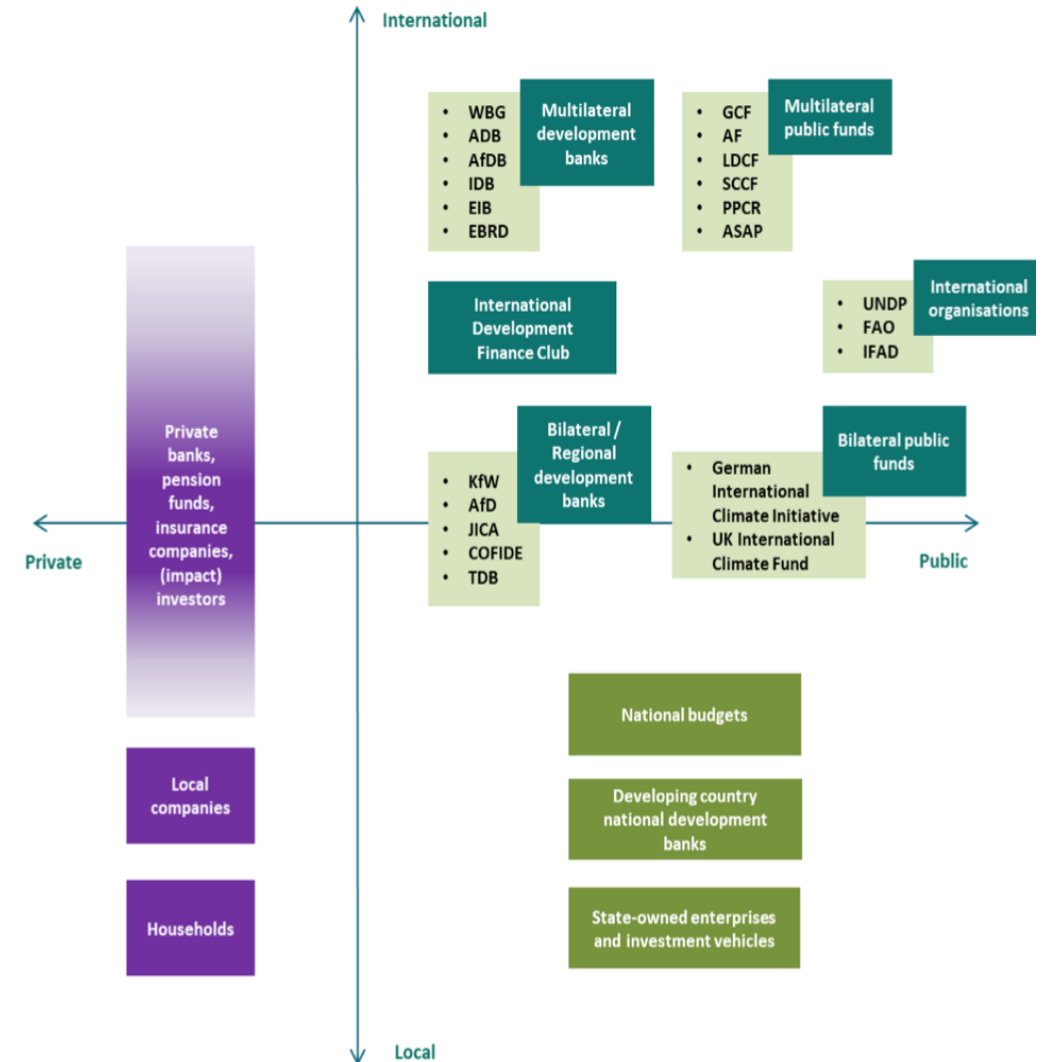 International
• WBG
• ADB
• AfDB
• IDB
• EIB
• EBRD
Multilateral
development
banks
• GCF
• AF
• LDCF
• SCCF
• PPCR
• ASAP
Multilateral
public funds
International
Development
Finance Club
• UNDP
• FAO
• IFAD
International
organisations
Private
banks,
pension
funds,
insurance
companies,
(impact)
investors
• KfW
• AfD
• JICA
• COFIDE
• TDB
Bilateral /
Regional
development
banks
• German
International
Climate Initiative
• UK International
Climate Fund
Bilateral public
funds
Private
Public
National budgets
Local
companies
Developing country
national development
banks
Households
State-owned enterprises
and investment vehicles
Local